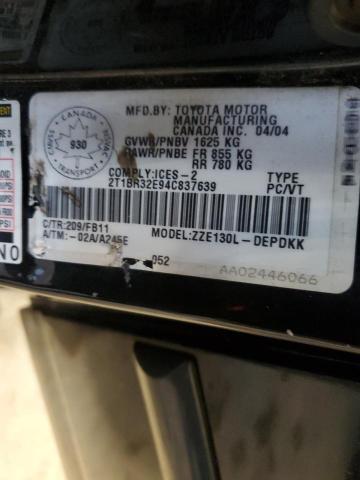 MFD.BY: TOYOTA MOTOR
MANUFACTURING
CANADA INC. 04/04
GVWR/PNBV 1625 KG
GAWR/PNBE FR 855 KG
R 780 KG
CANADA
CMVSS
930
NSVAC
TRANSPORT
COMPLY:ICES-2
TYPE
2T1BR32E94C837639
PC/VT
C/TR:209/FB11
MODEL:ZZE130L-DEPDKK
A/TM: -02A/A245E
052
AA02446066